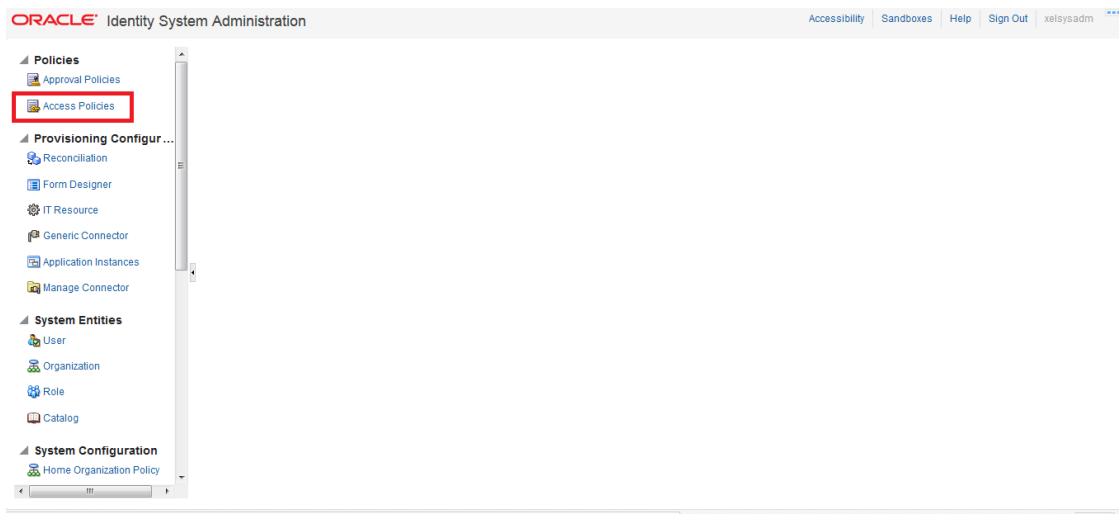 ORACLE® Identity System Administration
Accessibility Sandboxes Help Sign Out xelsysadm
Policies
Approval Policies
Access Policies
Provisioning Configur ...
Reconciliation
Form Designer
IT Resource
Generic Connector
Application Instances
Manage Connector
System Entities
User
Organization
Role
Catalog
System Configuration
Home Organization Policy